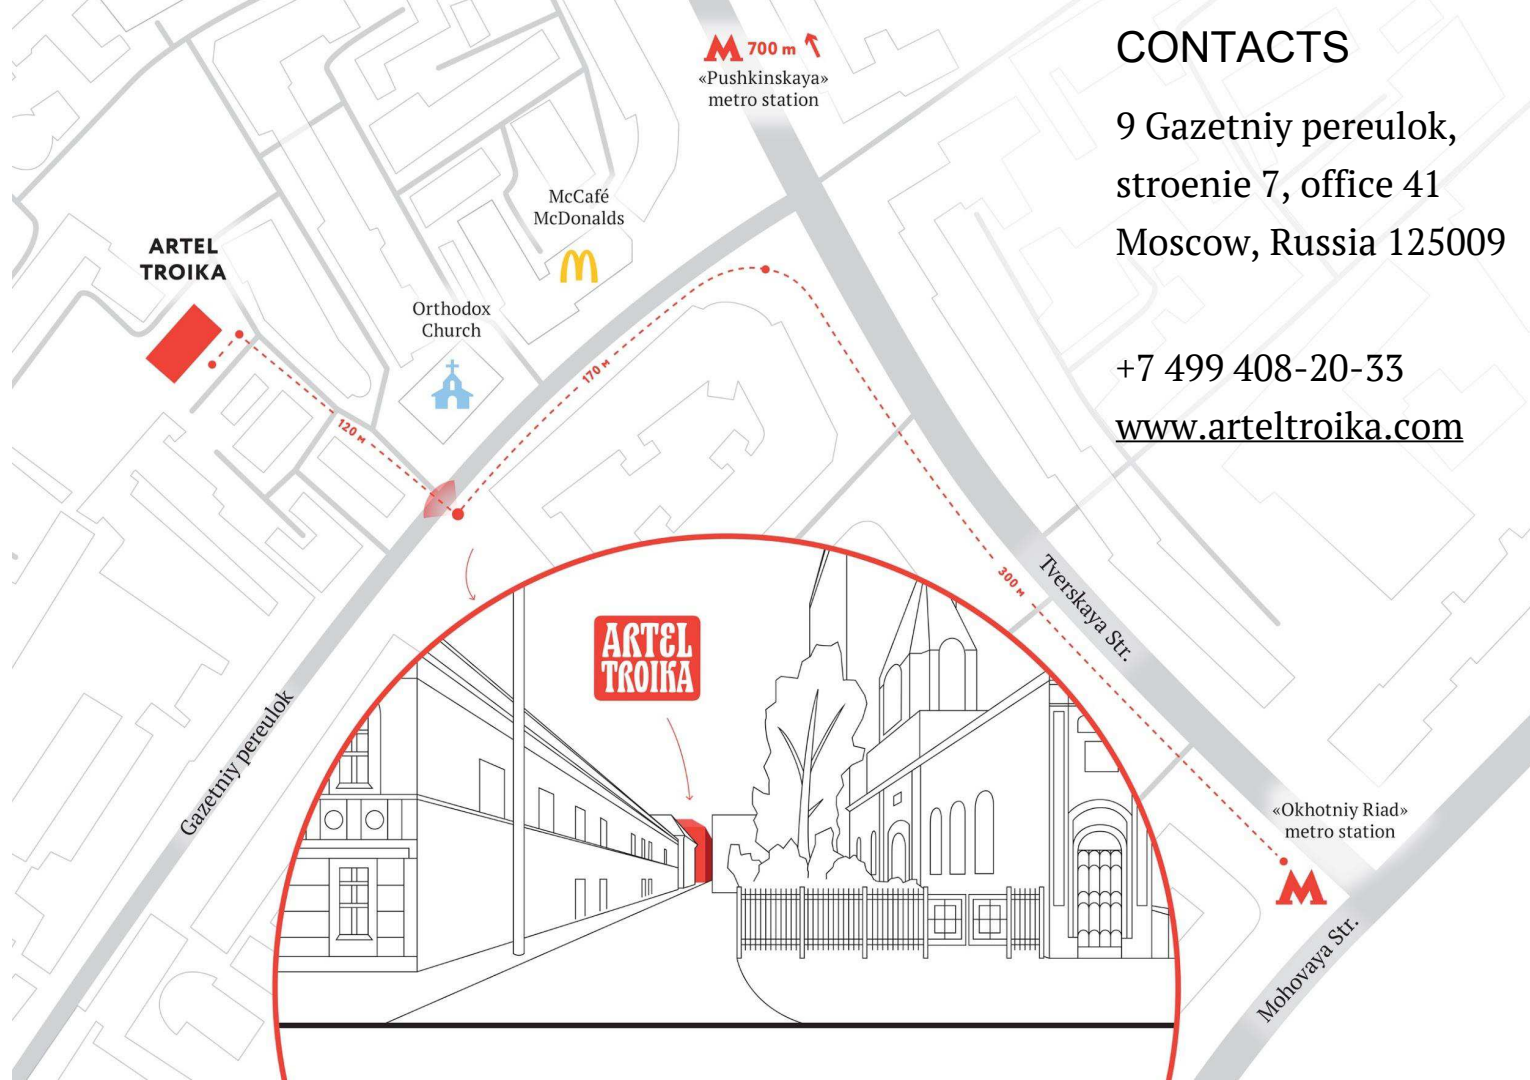 CONTACTS
9 Gazetniy pereulok,
stroenie 7, office 41
Moscow, Russia 125009
+7 499 408-20-33
www.arteltroika.com
M 700 m
«Pushkinskaya»
metro station
McCafé
McDonalds
ARTEL
TROIKA
Orthodox
Church
170 м
120 м
300 м
Tverskaya Str.
ARTEL
TROIKA
Gazetniy pereulok
«Okhotniy Riad»
metro station
M
Mohovaya Str.